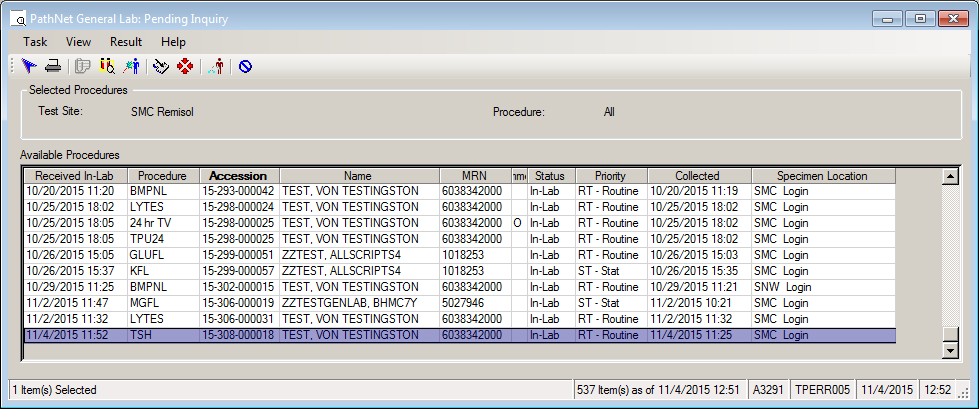 PathNet General Lab: Pending Inquiry
Task View Result Help
Selected Procedures
Test Site: SMC Remisol Procedure: All
Available Procedures
Received In-Lab Procedure Accession Name MRN Status Priority Collected Specimen Location
10/20/2015 11:20 BMPNL 15-293-000042 TEST, VON TESTINGSTON 6038342000 In-Lab RT - Routine 10/20/2015 11:19 SMC Login
10/25/2015 18:02 LYTES 15-298-000024 TEST, VON TESTINGSTON 6038342000 In-Lab RT - Routine 10/25/2015 18:02 SMC Login
10/25/2015 18:05 24 hr TV 15-298-000025 TEST, VON TESTINGSTON 6038342000 O In-Lab RT - Routine 10/25/2015 18:02 SMC Login
10/25/2015 18:05 TPU24 15-298-000025 TEST, VON TESTINGSTON 6038342000 In-Lab RT - Routine 10/25/2015 18:02 SMC Login
10/26/2015 15:05 GLUFL 15-299-000051 ZZTEST, ALLSCRIPTS4 1018253 In-Lab RT - Routine 10/26/2015 15:03 SMC Login
10/26/2015 15:37 KFL 15-299-000057 ZZTEST, ALLSCRIPTS4 1018253 In-Lab ST - Stat 10/26/2015 15:35 SMC Login
10/29/2015 11:25 BMPNL 15-302-000015 TEST, VON TESTINGSTON 6038342000 In-Lab RT - Routine 10/29/2015 11:21 SNW Login
11/2/2015 11:47 MGFL 15-306-000019 ZZTESTGENLAB, BHMC7Y 5027946 In-Lab ST - Stat 11/2/2015 10:21 SMC Login
11/2/2015 11:32 LYTES 15-306-000031 TEST, VON TESTINGSTON 6038342000 In-Lab RT - Routine 11/2/2015 11:32 SMC Login
11/4/2015 11:52 TSH 15-308-000018 TEST, VON TESTINGSTON 6038342000 In-Lab RT - Routine 11/4/2015 11:25 SMC Login
1 Item(s) Selected 537 Item(s) as of 11/4/2015 12:51 A3291 TPERR005 11/4/2015 12:52